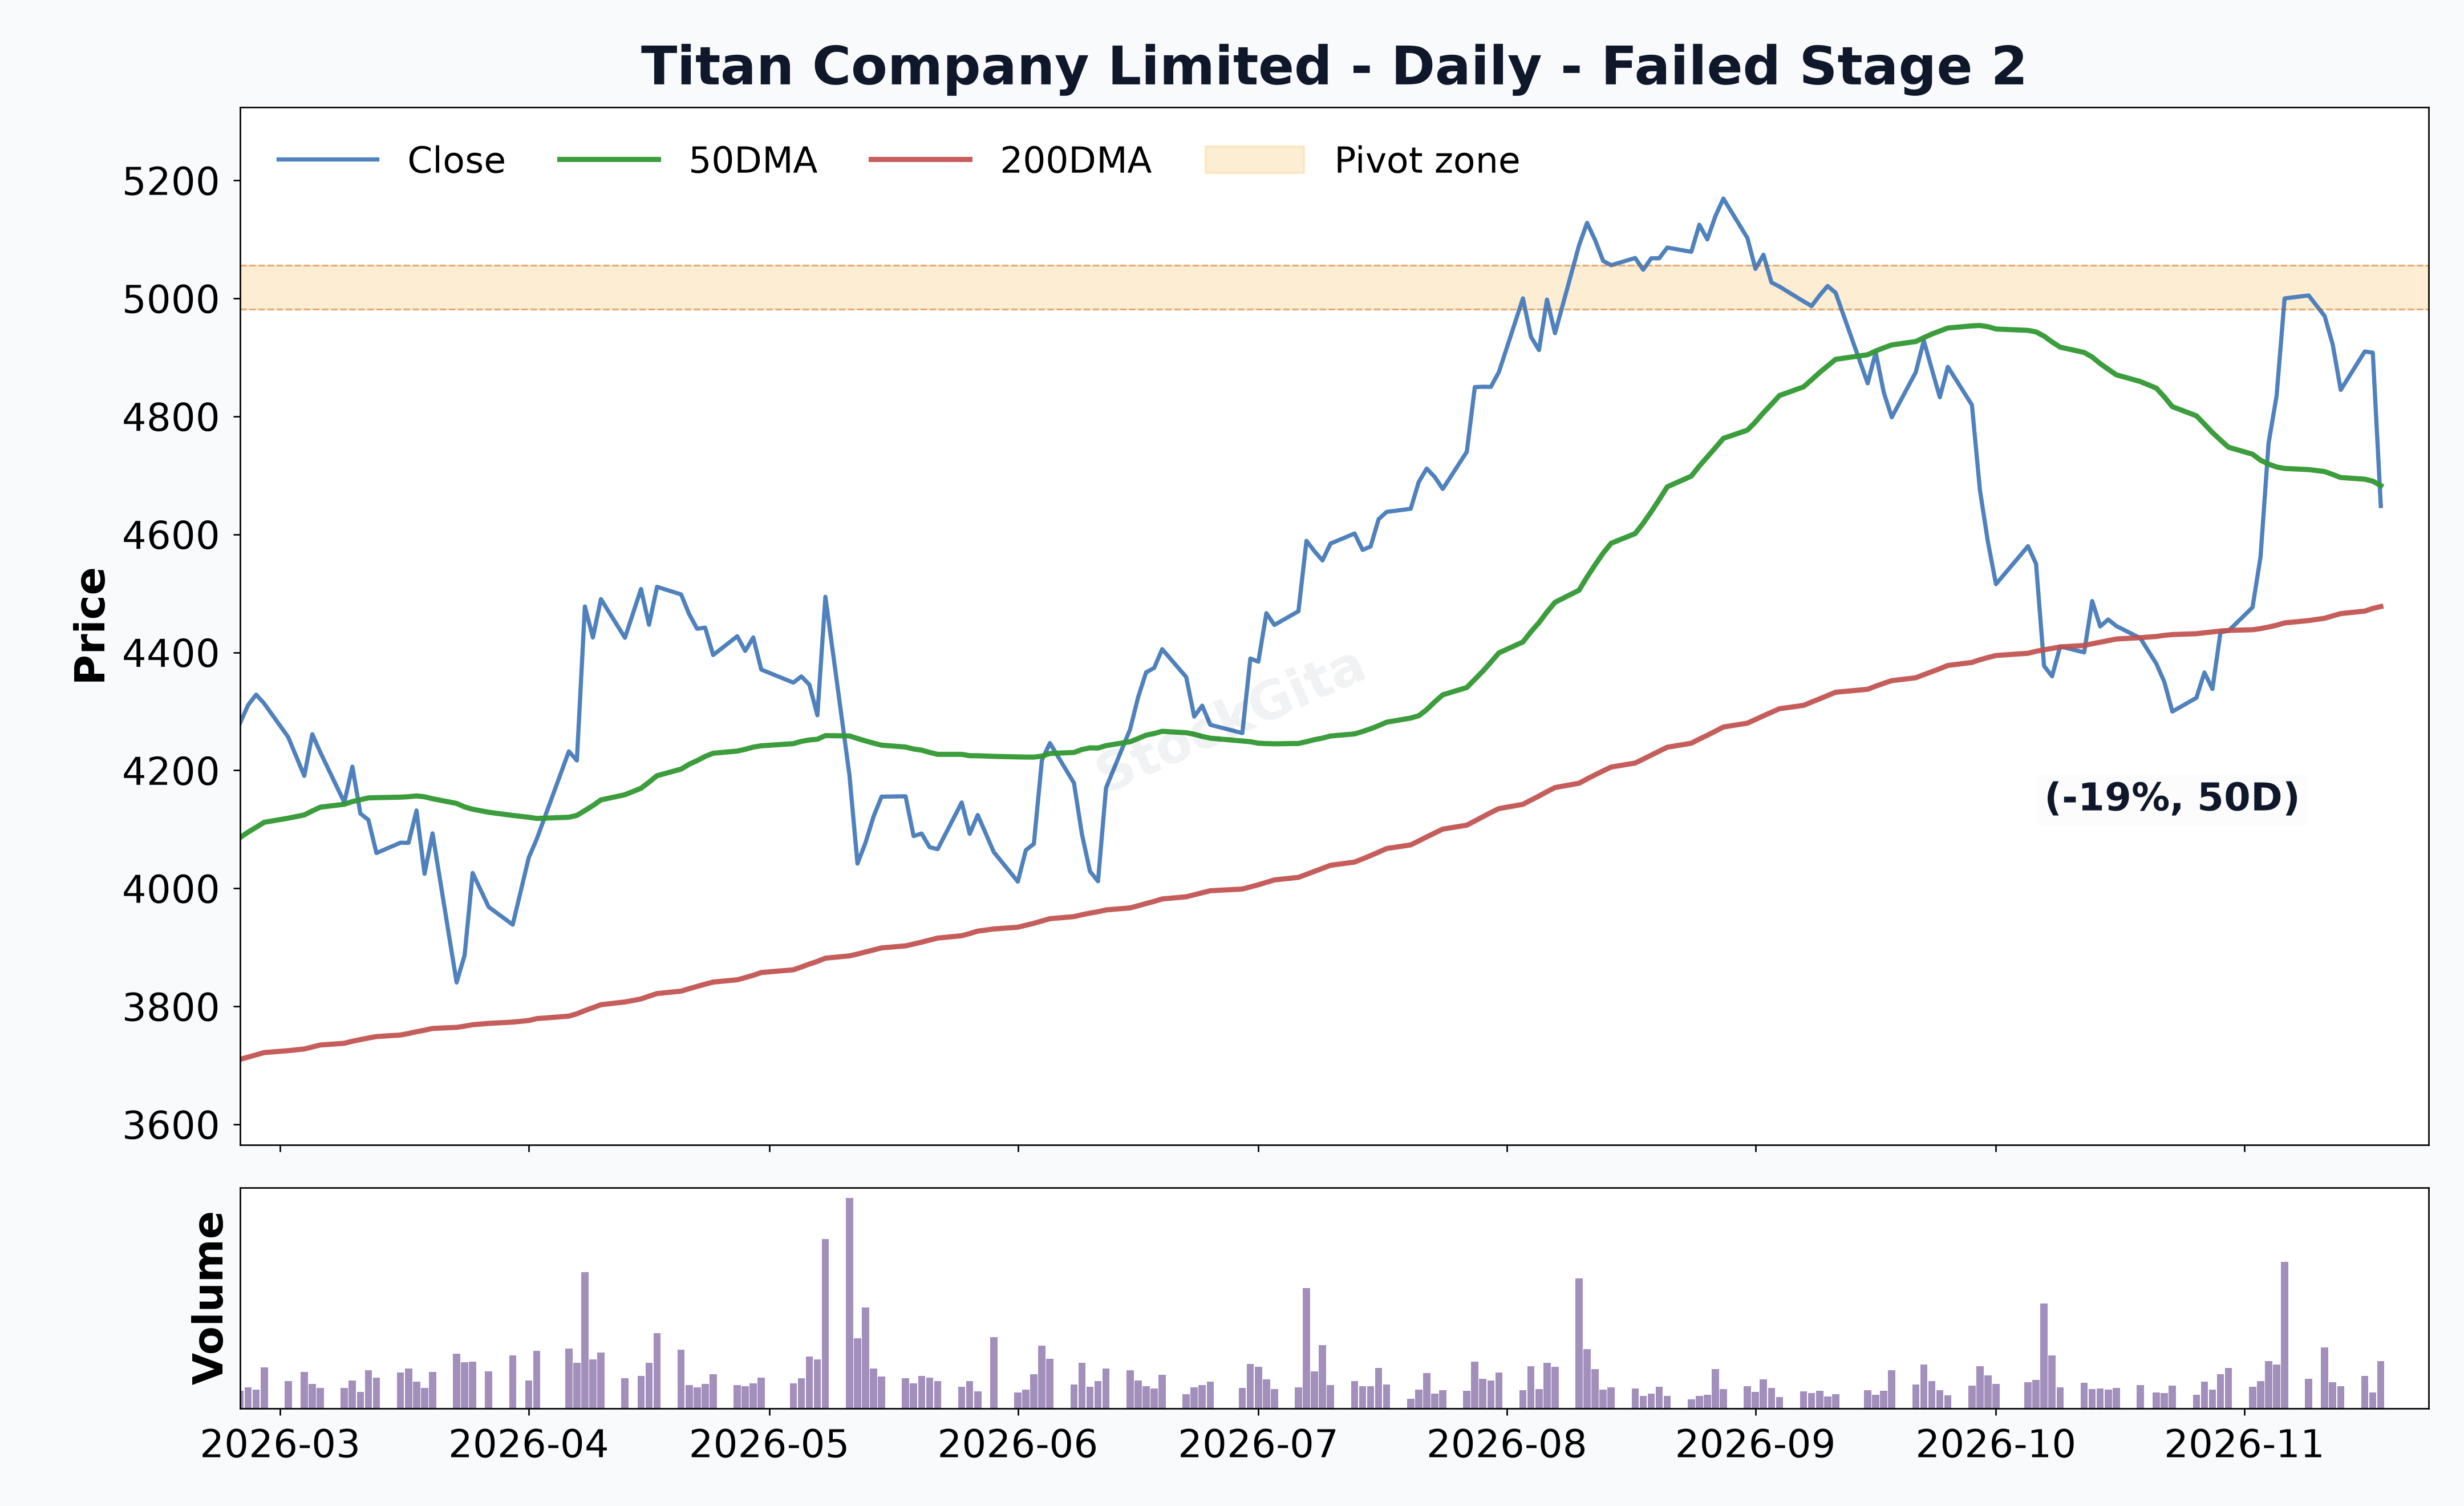 Titan Company Limited - Daily - Failed Stage 2
Close 50DMA 200DMA Pivot zone
Price
5200
5000
4800
4600
4400
4200
4000
3800
3600
StockGita
(-19%, 50D)
Volume
2026-03 2026-04 2026-05 2026-06 2026-07 2026-08 2026-09 2026-10 2026-11